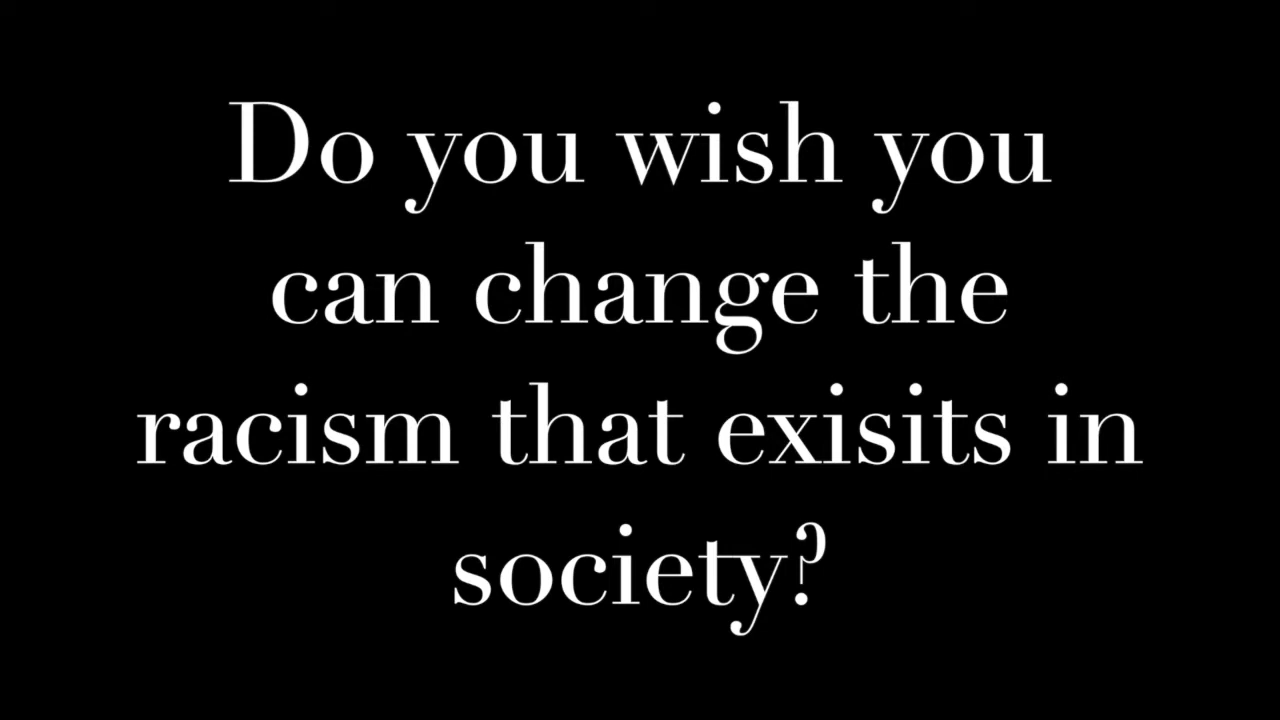 Do you wish you
can change the
racism that exisits in
society?